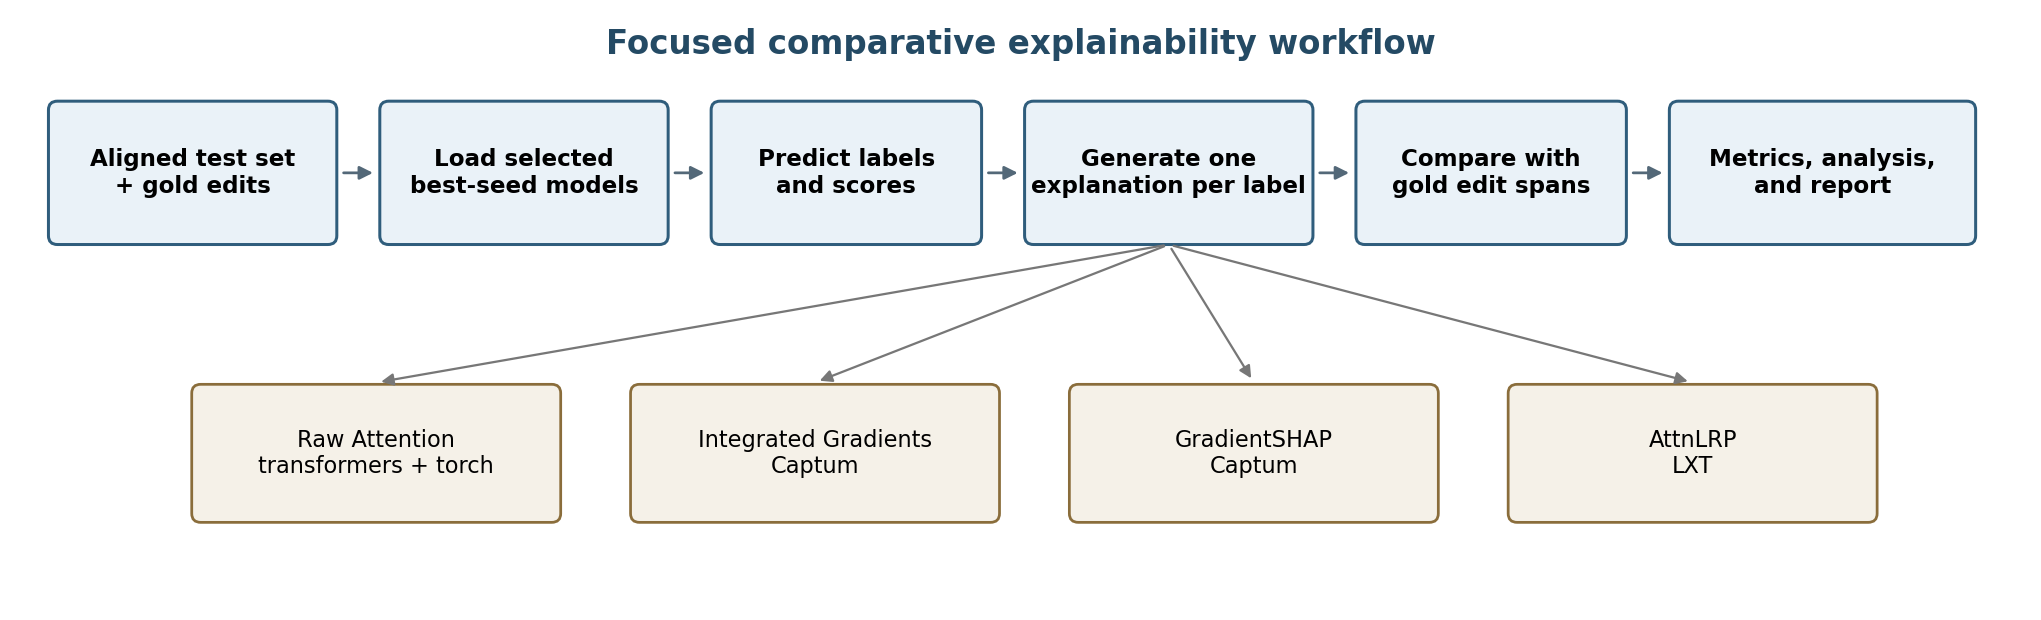 Focused comparative explainability workflow
Aligned test set
+ gold edits
Load selected
best-seed models
Predict labels
and scores
Generate one
explanation per label
Compare with
gold edit spans
Metrics, analysis,
and report
Raw Attention
transformers + torch
Integrated Gradients
Captum
GradientSHAP
Captum
AttnLRP
LXT